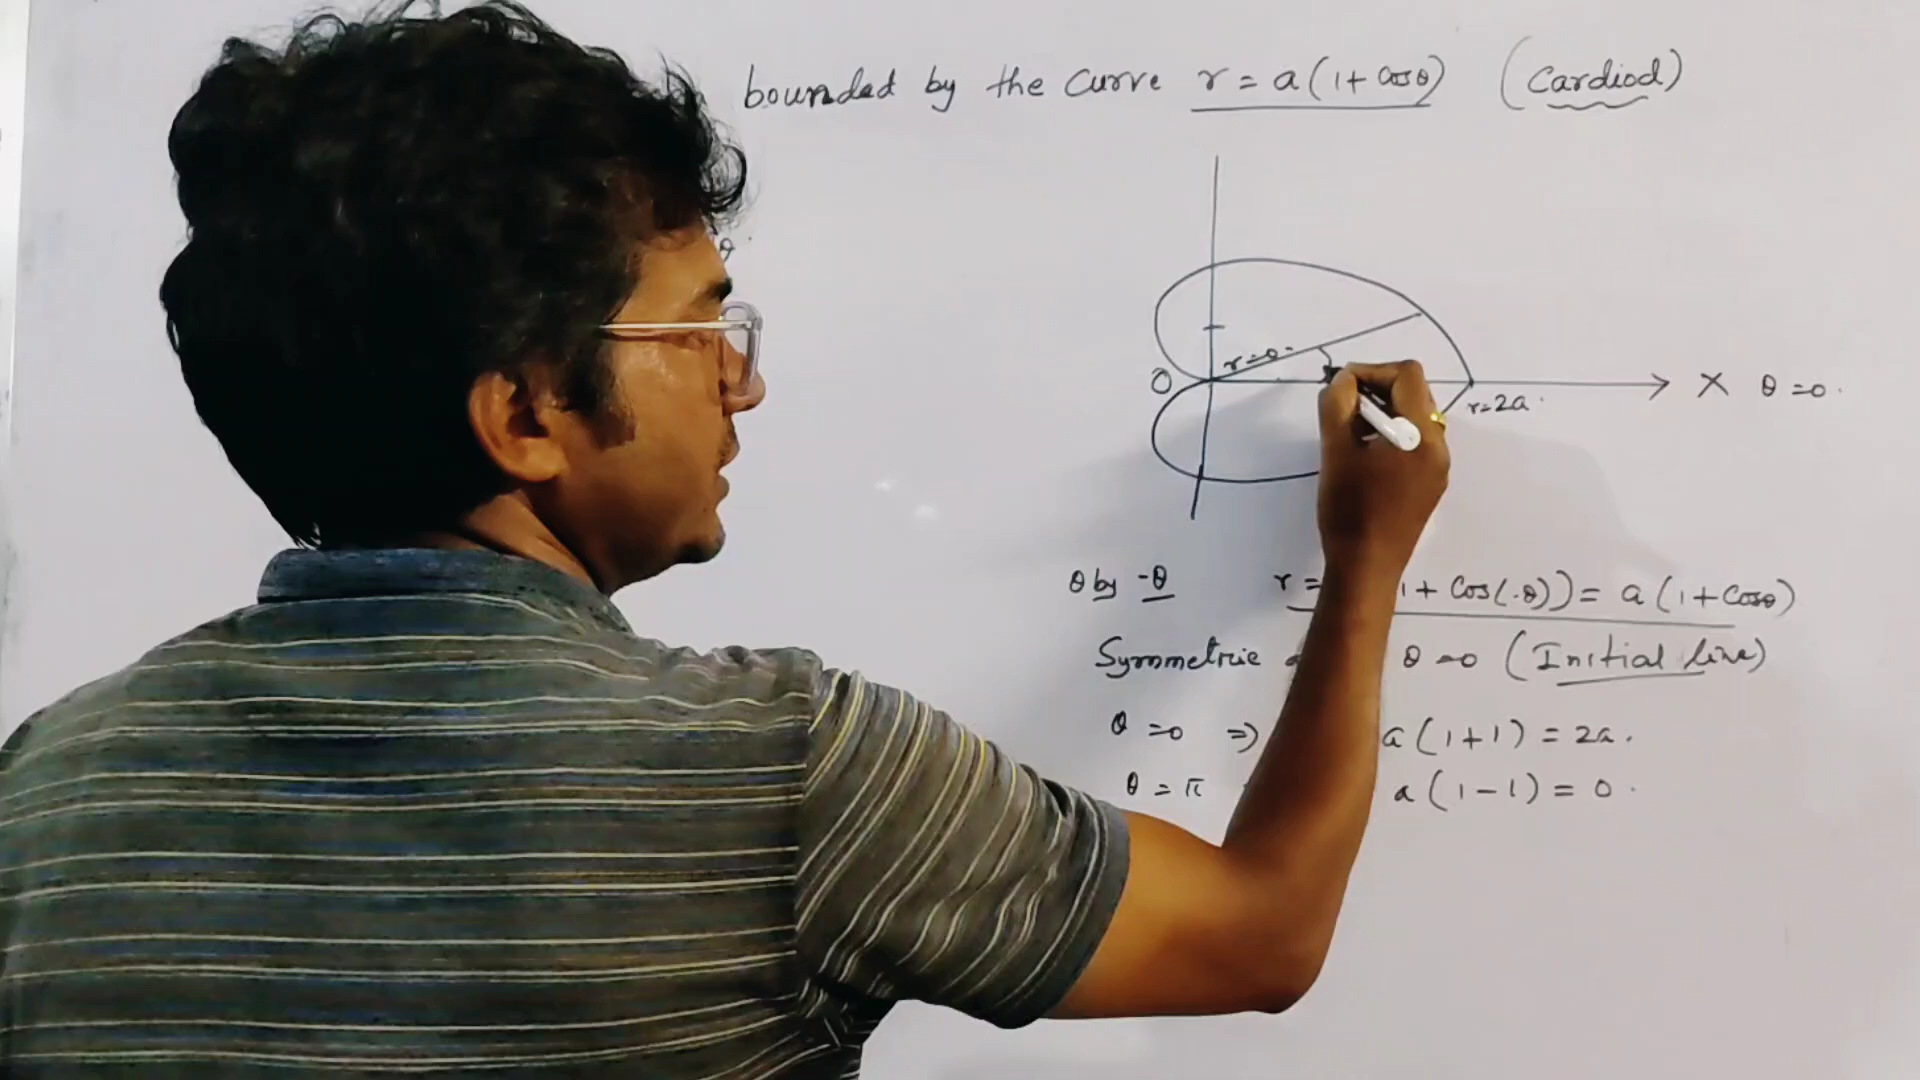 bounded by the curve r = a(1+cosθ) (Cardiod)
θ
r=0
O
X θ=0.
r=2a.
θ by -θ r = 1+ Cos(-θ)) = a(1+Cosθ)
Symmetric θ=0 (Initial line)
θ=0 ⇒ a(1+1) = 2a.
θ = π a(1-1) = 0.